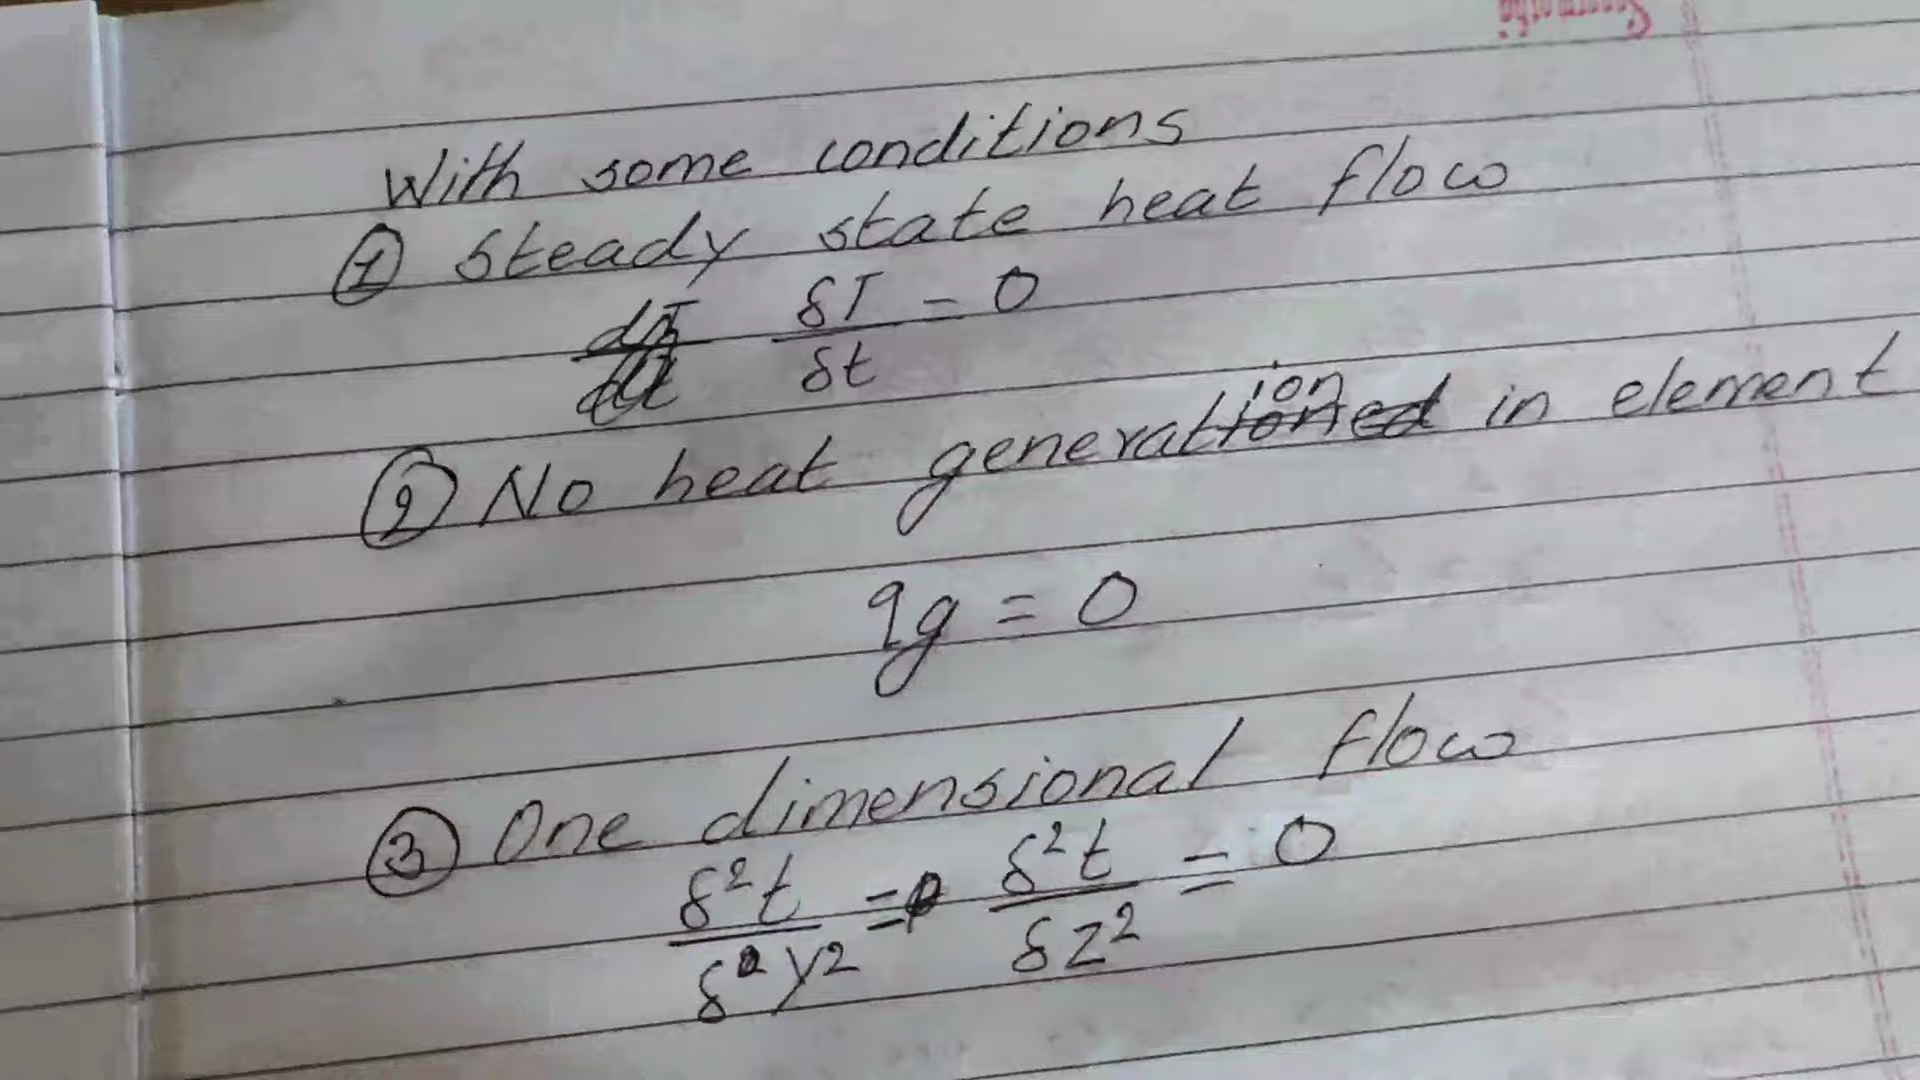 With some conditions
① Steady state heat flow
δT/δt = 0
② No heat generation in element
qg = 0
③ One dimensional flow
δ²t/δy² = δ²t/δz² = 0